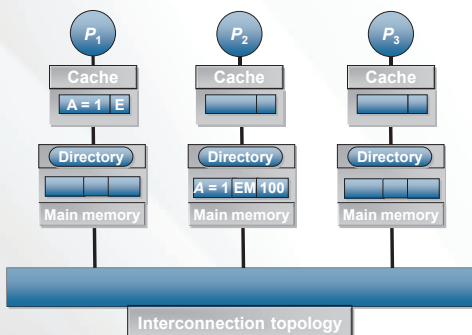 P1 P2 P3
Cache Cache Cache
A = 1 E
Directory Directory Directory
A = 1 EM 100
Main memory Main memory Main memory
Interconnection topology